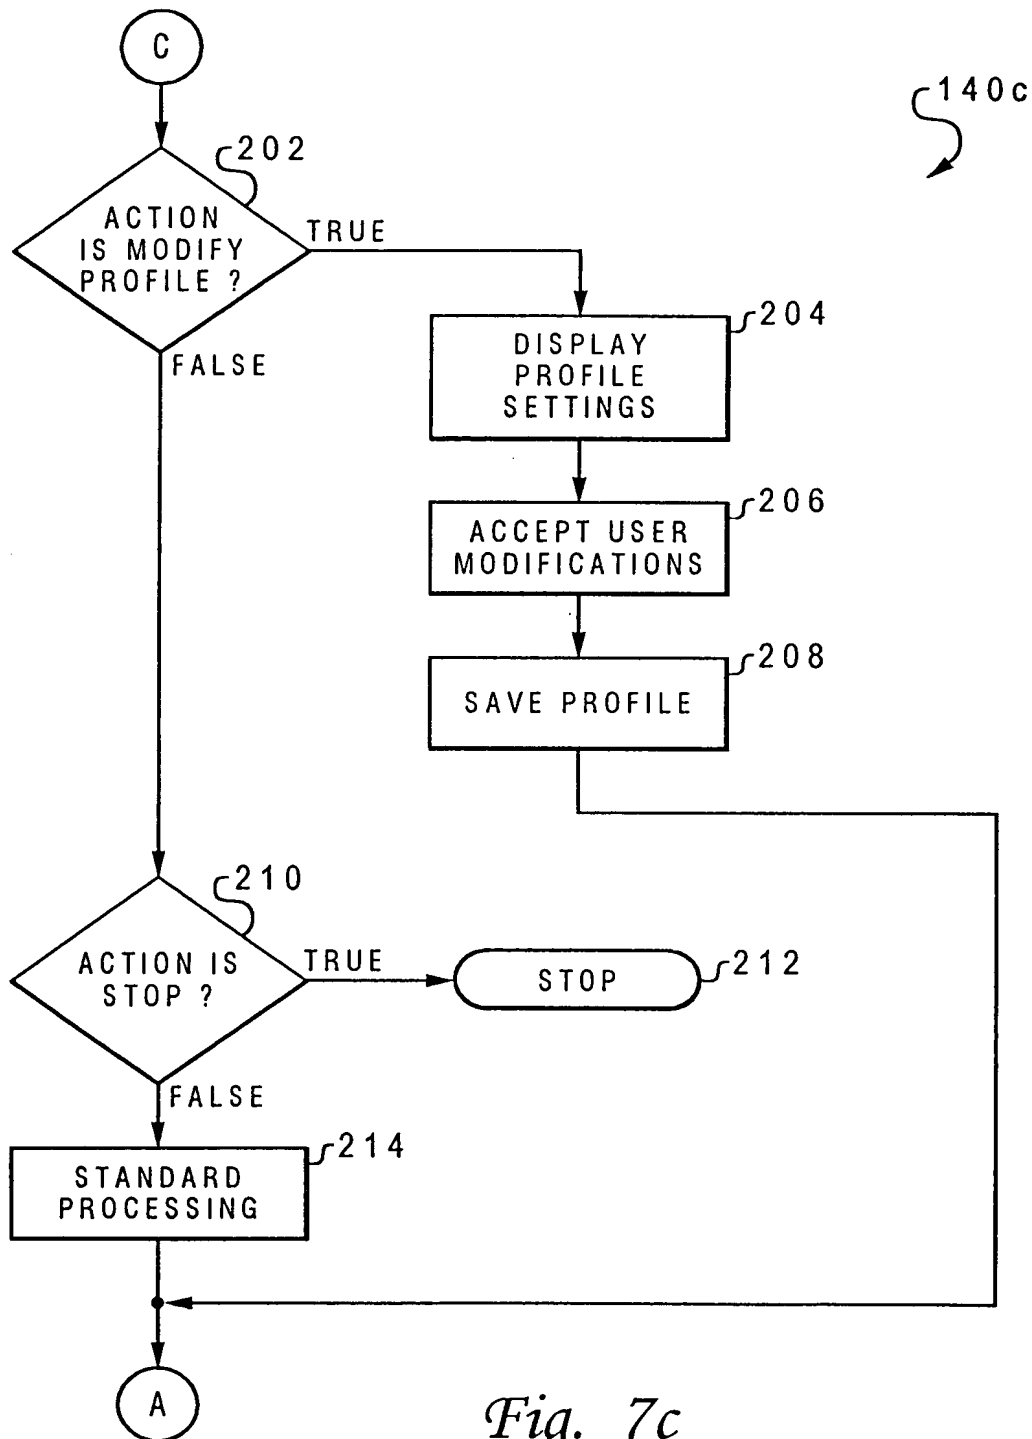 C
140c
202
ACTION
IS MODIFY
PROFILE ?
TRUE
FALSE
204
DISPLAY
PROFILE
SETTINGS
206
ACCEPT USER
MODIFICATIONS
208
SAVE PROFILE
210
ACTION IS
STOP ?
TRUE
STOP
212
FALSE
214
STANDARD
PROCESSING
A
Fig. 7c